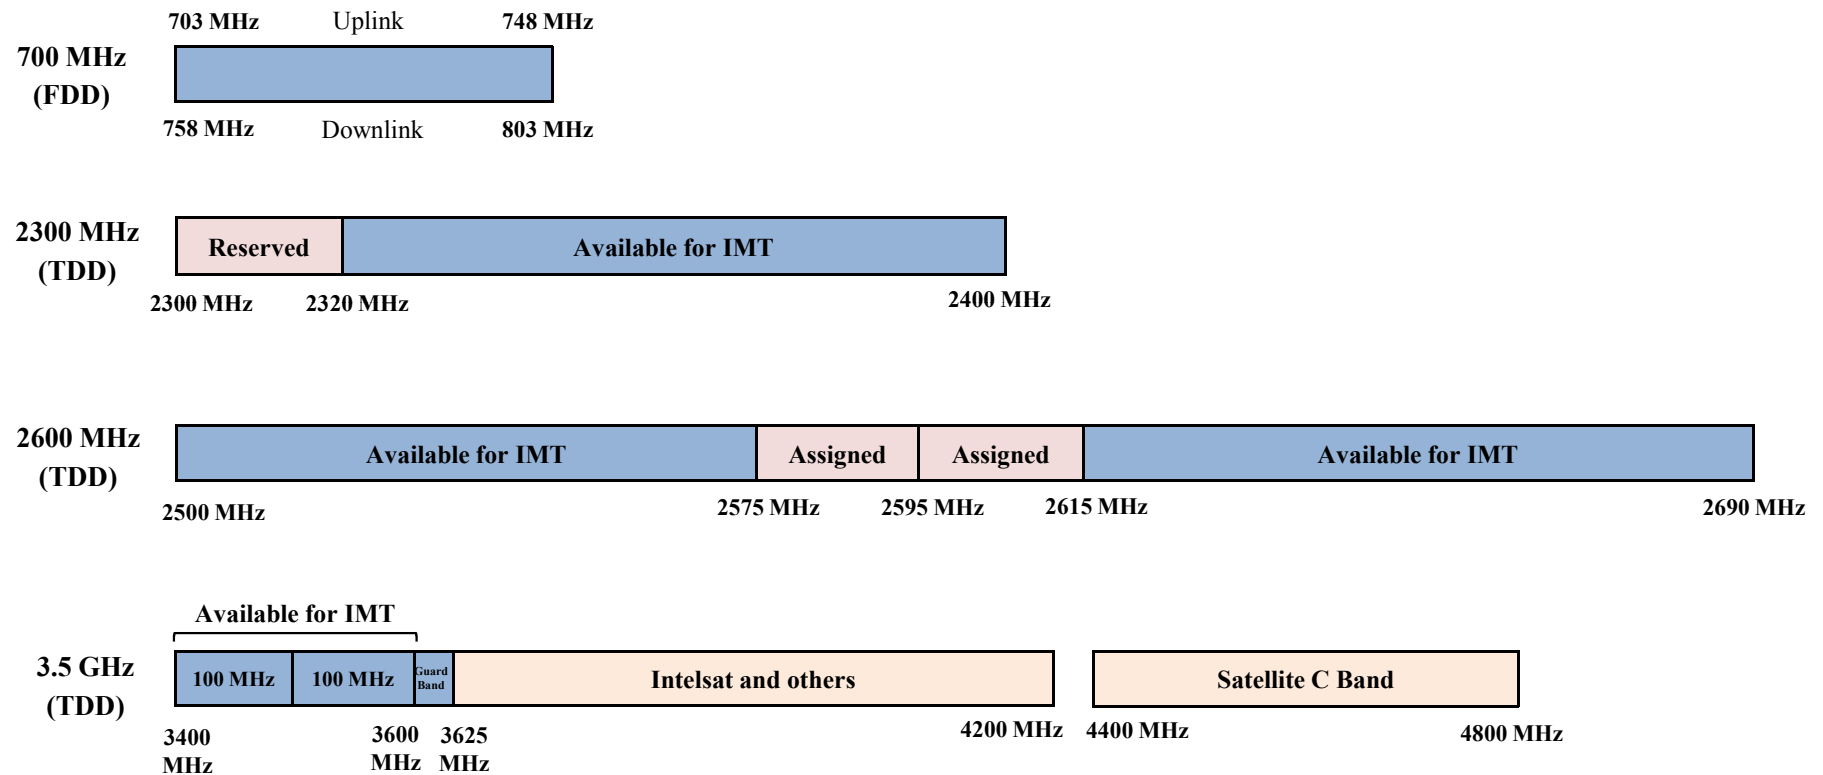 703 MHz Uplink 748 MHz
700 MHz
(FDD)
758 MHz Downlink 803 MHz
2300 MHz
(TDD)
Reserved Available for IMT
2300 MHz 2320 MHz 2400 MHz
2600 MHz
(TDD)
Available for IMT Assigned Assigned Available for IMT
2500 MHz 2575 MHz 2595 MHz 2615 MHz 2690 MHz
Available for IMT
3.5 GHz
(TDD)
100 MHz 100 MHz Guard
Band
Intelsat and others Satellite C Band
3400
MHz
3600
MHz
3625
MHz
4200 MHz 4400 MHz 4800 MHz